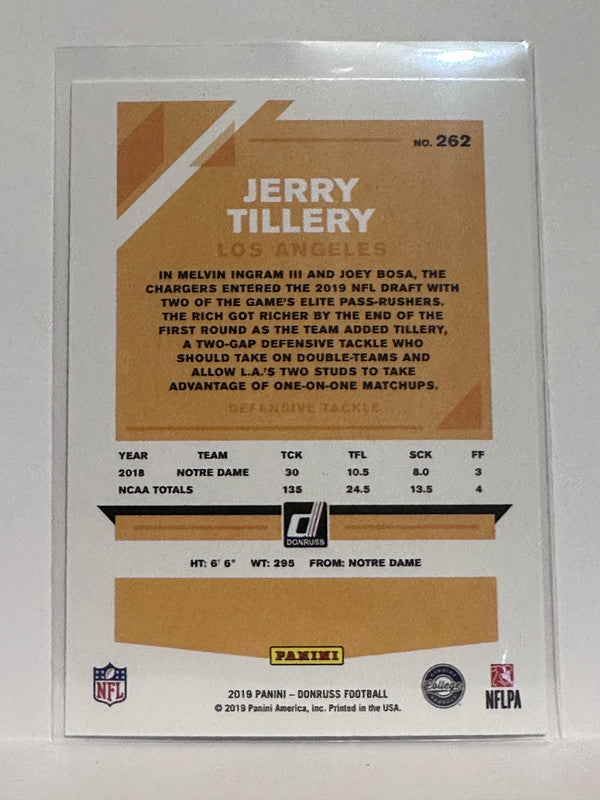 NO. 262
JERRY
TILLERY
LOS ANGELES
IN MELVIN INGRAM III AND JOEY BOSA, THE
CHARGERS ENTERED THE 2019 NFL DRAFT WITH
TWO OF THE GAME'S ELITE PASS-RUSHERS.
THE RICH GOT RICHER BY THE END OF THE
FIRST ROUND AS THE TEAM ADDED TILLERY,
A TWO-GAP DEFENSIVE TACKLE WHO
SHOULD TAKE ON DOUBLE-TEAMS AND
ALLOW L.A.'S TWO STUDS TO TAKE
ADVANTAGE OF ONE-ON-ONE MATCHUPS.
DEFENSIVE TACKLE
YEAR TEAM TCK TFL SCK FF
2018 NOTRE DAME 30 10.5 8.0 3
NCAA TOTALS 135 24.5 13.5 4
DONRUSS
HT: 6' 6" WT: 295 FROM: NOTRE DAME
PANINI
NFL
2019 PANINI – DONRUSS FOOTBALL
© 2019 Panini America, Inc. Printed in the USA.
College
NFLPA